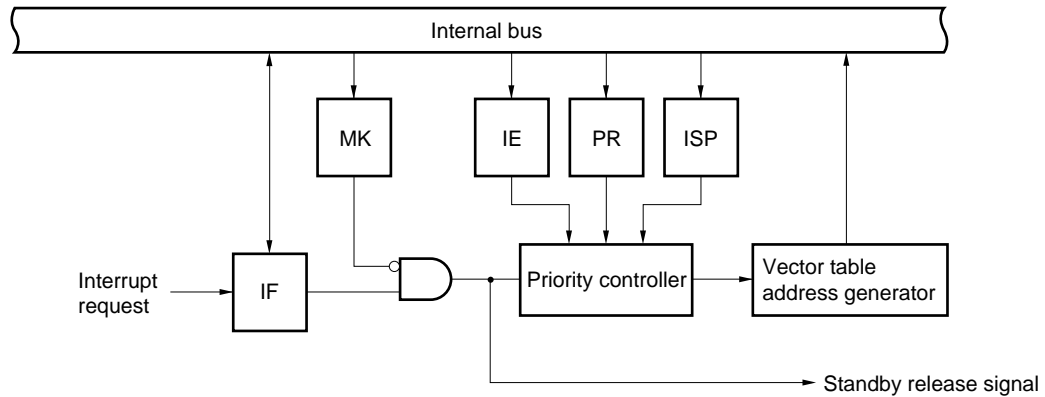 Internal bus
MK
IE
PR
ISP
Interrupt
request
IF
Priority controller
Vector table
address generator
Standby release signal